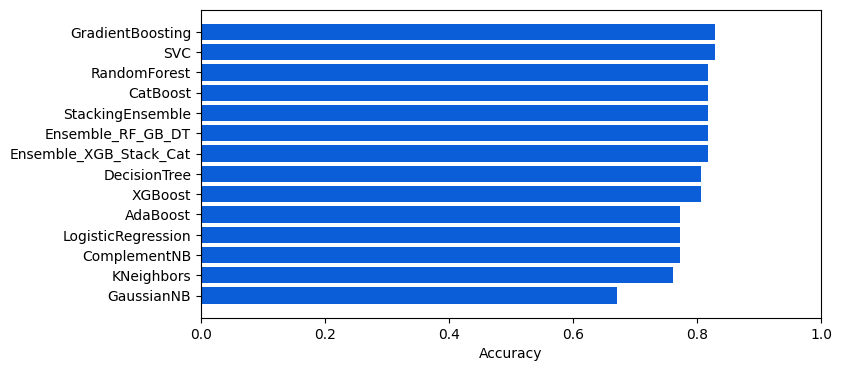 GradientBoosting
SVC
RandomForest
CatBoost
StackingEnsemble
Ensemble_RF_GB_DT
Ensemble_XGB_Stack_Cat
DecisionTree
XGBoost
AdaBoost
LogisticRegression
ComplementNB
KNeighbors
GaussianNB
0.0 0.2 0.4 0.6 0.8 1.0
Accuracy